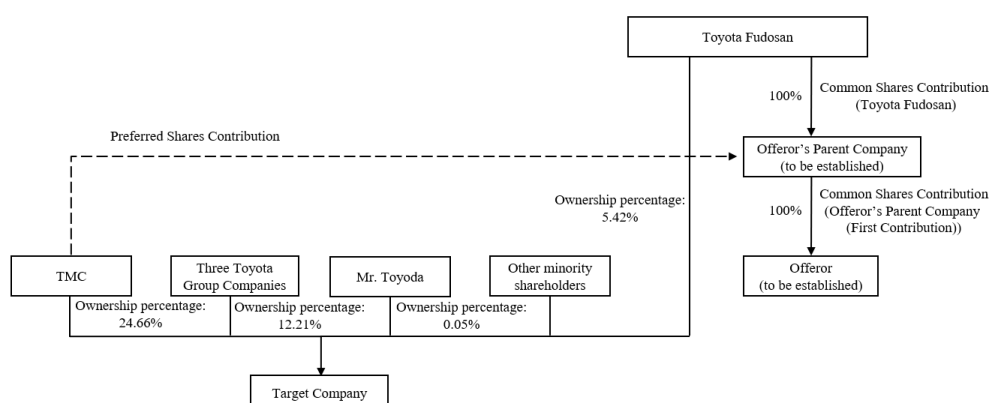 Toyota Fudosan
100%
Common Shares Contribution
(Toyota Fudosan)
Preferred Shares Contribution
Offeror’s Parent Company
(to be established)
Ownership percentage:
5.42%
100%
Common Shares Contribution
(Offeror’s Parent Company
(First Contribution))
TMC
Three Toyota
Group Companies
Mr. Toyoda
Other minority
shareholders
Offeror
(to be established)
Ownership percentage:
24.66%
Ownership percentage:
12.21%
Ownership percentage:
0.05%
Target Company